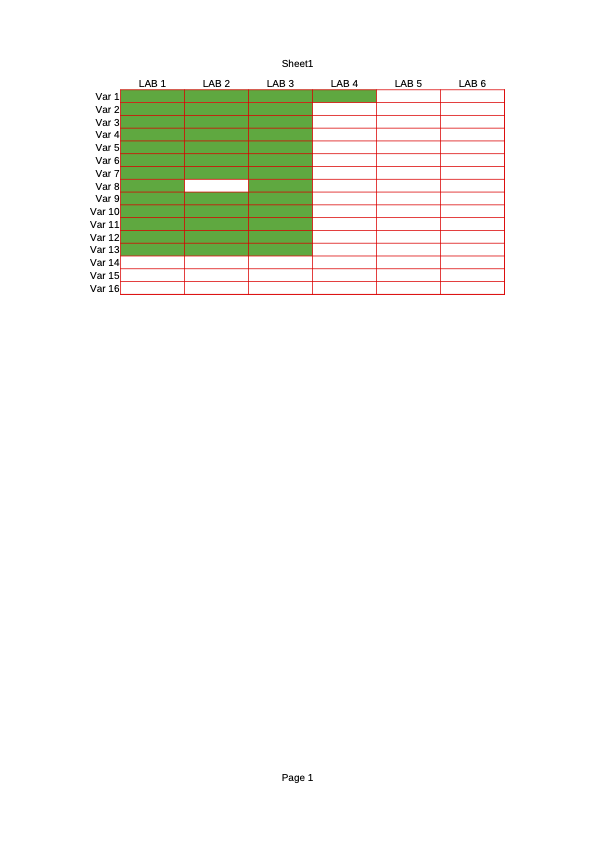 Sheet1
LAB 1 LAB 2 LAB 3 LAB 4 LAB 5 LAB 6
Var 1
Var 2
Var 3
Var 4
Var 5
Var 6
Var 7
Var 8
Var 9
Var 10
Var 11
Var 12
Var 13
Var 14
Var 15
Var 16
Page 1